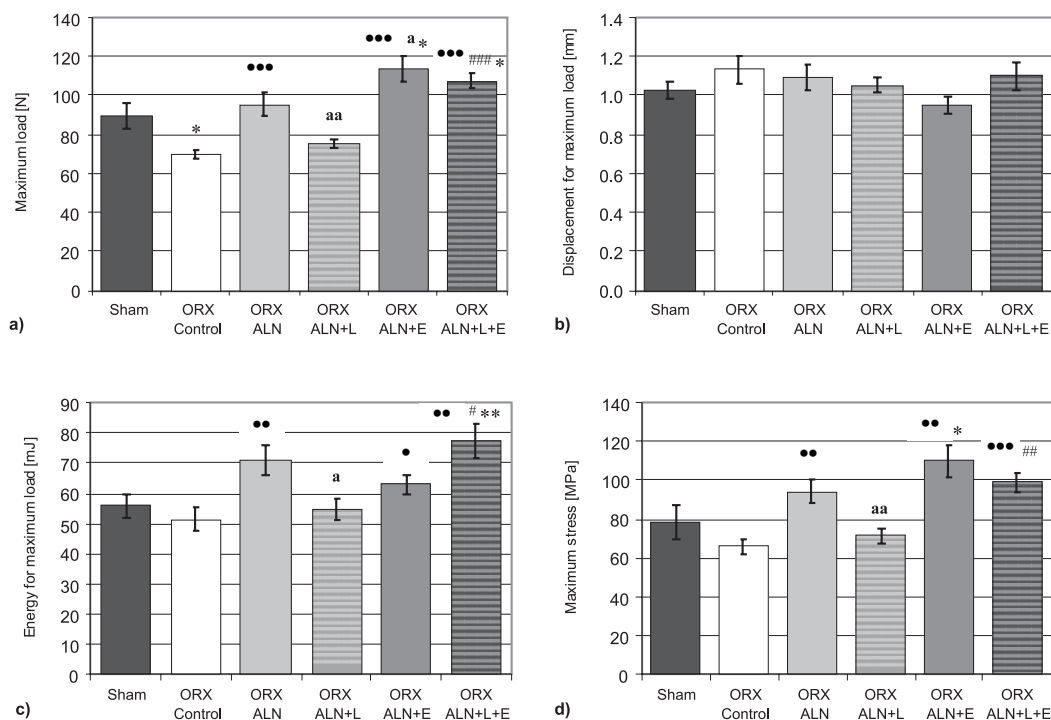 a)
Maximum load [N]
140
120
100
80
60
40
20
0
*
●●●
aa
●●● a *
●●● ### *
Sham
ORX
Control
ORX
ALN
ORX
ALN+L
ORX
ALN+E
ORX
ALN+L+E
b)
Displacement for maximum load [mm]
1.4
1.2
1.0
0.8
0.6
0.4
0.2
0.0
Sham
ORX
Control
ORX
ALN
ORX
ALN+L
ORX
ALN+E
ORX
ALN+L+E
c)
Energy for maximum load [mJ]
90
80
70
60
50
40
30
20
10
0
●●
a
●
●● # **
Sham
ORX
Control
ORX
ALN
ORX
ALN+L
ORX
ALN+E
ORX
ALN+L+E
d)
Maximum stress [MPa]
140
120
100
80
60
40
20
0
●●
aa
●● *
●●● ##
Sham
ORX
Control
ORX
ALN
ORX
ALN+L
ORX
ALN+E
ORX
ALN+L+E